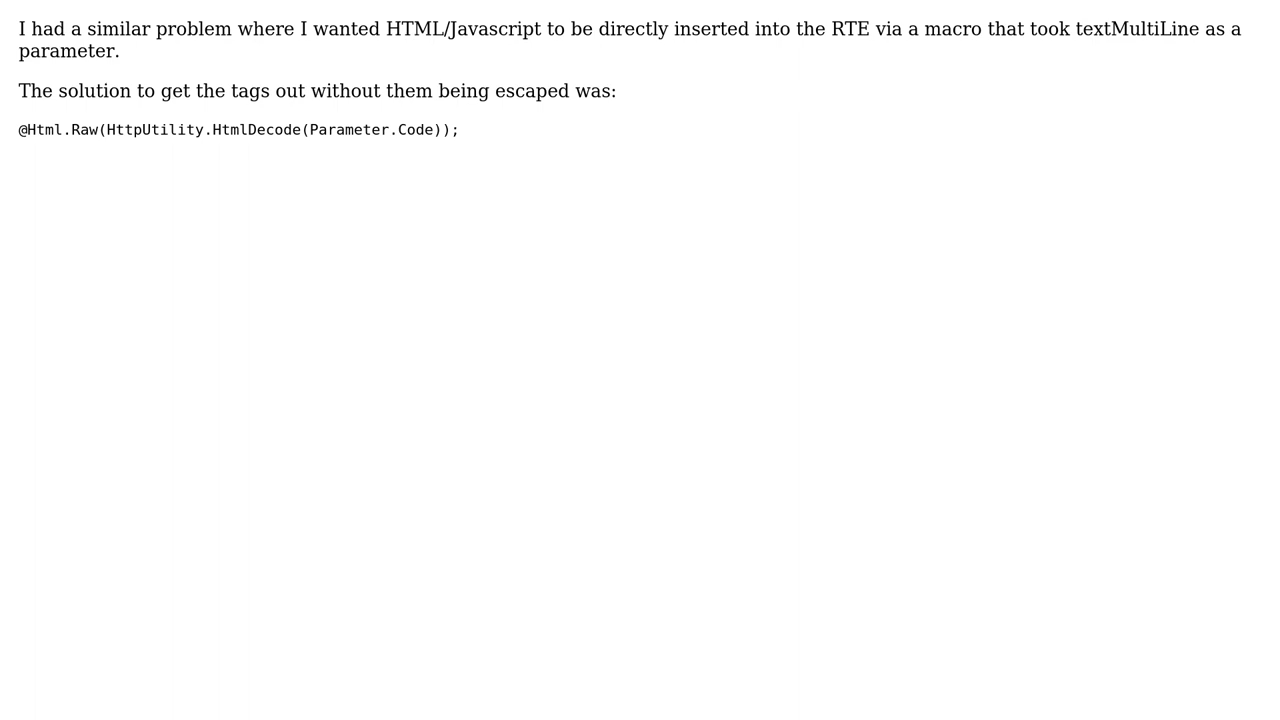 I had a similar problem where I wanted HTML/Javascript to be directly inserted into the RTE via a macro that took textMultiLine as a
parameter.
The solution to get the tags out without them being escaped was:
@Html.Raw(HttpUtility.HtmlDecode(Parameter.Code));